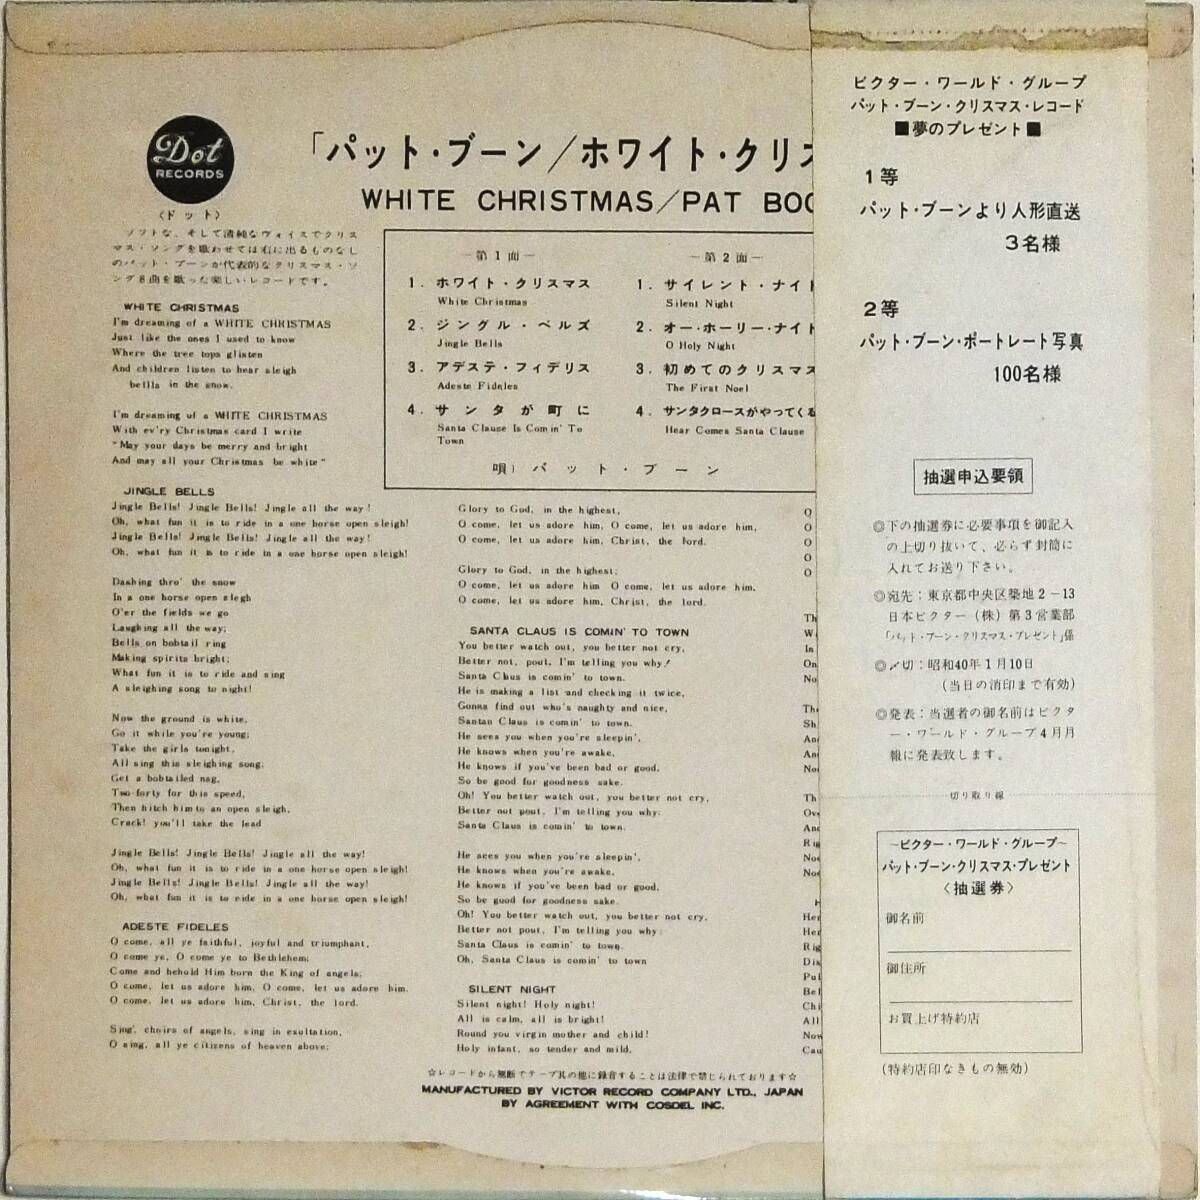 Dot
RECORDS
〈ドット〉
「パット・ブーン／ホワイト・クリス
WHITE CHRISTMAS/PAT BOO
ソフトな、そして清純なヴォイスでクリス
マス・ソングを歌わせては右に出るものなし
のパット・ブーンが代表的なクリスマス・ソ
ング8曲を歌った楽しいレコードです。
—第1面—
1. ホワイト・クリスマス
White Christmas
2. ジングル・ベルズ
Jingle Bells
3. アデステ・フィデリス
Adeste Fideles
4. サンタが町に
Santa Clause Is Comin' To
Town
—第2面—
1. サイレント・ナイト
Silent Night
2. オー・ホーリー・ナイト
O Holy Night
3. 初めてのクリスマス
The First Noel
4. サンタクロースがやってくる
Hear Comes Santa Clause
唄）パット・ブーン
WHITE CHRISTMAS
I'm dreaming of a WHITE CHRISTMAS
Just like the ones I used to know
Where the tree tops glisten
And children listen to hear sleigh
bells in the snow.
I'm dreaming of a WHITE CHRISTMAS
With ev'ry Christmas card I write
"May your days be merry and bright
And may all your Christmas be white"
JINGLE BELLS
Jingle Bells! Jingle Bells! Jingle all the way!
Oh, what fun it is to ride in a one horse open sleigh!
Jingle Bells! Jingle Bells! Jingle all the way!
Oh, what fun it is to ride in a one horse open sleigh!
Dashing thro' the snow
In a one horse open slegh
O'er the fields we go
Laughing all the way;
Bells on bobtail ring
Making spirits bright;
What fun it is to ride and sing
A sleighing song to night!
Now the ground is white,
Go it while you're young;
Take the girls tonight,
All sing this sleighing song;
Get a bobtailed nag,
Two-forty for this speed,
Then hitch him to an open sleigh,
Crack! you'll take the lead
Jingle Bells! Jingle Bells! Jingle all the way!
Oh, what fun it is to ride in a one horse open sleigh!
Jingle Bells! Jingle Bells! Jingle all the way!
Oh, what fun it is to ride in a one horse open sleigh!
ADESTE FIDELES
O come, all ye faithful, joyful and triumphant,
O come ye, O come ye to Bethlehem;
Come and behold Him born the King of angels;
O come, let us adore him, O come, let us adore him.
O come, let us adore him, Christ, the lord.
Sing, choirs of angels, sing in exultation,
O sing, all ye citizens of heaven above;
Glory to God, in the highest,
O come, let us adore him, O come, let us adore him,
O come, let us adore him, Christ, the ford.
Glory to God, in the highest;
O come, let us adore him O come, let us adore him,
O come, let us adore him, Christ, the lord.
SANTA CLAUS IS COMIN' TO TOWN
You better watch out, you better not cry,
Better not, pout, I'm telling you why!
Santa Claus is comin' to town.
He is making a list and checking it twice,
Gonna find out who's naughty and nice,
Santan Claus is comin' to town.
He sees you when you're sleepin',
He knows when you're awake,
He knows if you've been bad or good,
So be good for goodness sake.
Oh! You better watch out, you better not cry,
Better not pout, I'm telling you why:
Santa Claus is comin' to town.
He sees you when you're sleepin',
He knows when you're awake,
He knows if you've been bad or good,
So be good for goodness sake.
Oh! You better watch out, you better not cry,
Better not pout, I'm telling you why:
Santa Claus is comin' to town.
Oh, Santa Claus is comin' to town
SILENT NIGHT
Silent night! Holy night!
All is calm, all is bright!
Round you virgin mother and child!
Holy infant, so tender and mild,
☆レコードから無断でテープ其の他に録音することは法律で禁じられております☆
MANUFACTURED BY VICTOR RECORD COMPANY LTD., JAPAN
BY AGREEMENT WITH COSDEL INC.
ビクター・ワールド・グループ
パット・ブーン・クリスマス・レコード
■夢のプレゼント■
1等
パット・ブーンより人形直送
3名様
2等
パット・ブーン・ポートレート写真
100名様
抽選申込要領
◎下の抽選券に必要事項を御記入
の上切り抜いて、必らず封筒に
入れてお送り下さい。
◎宛先：東京都中央区築地2−13
日本ビクター（株）第3営業部
「パット・ブーン・クリスマス・プレゼント」係
◎〆切：昭和40年1月10日
（当日の消印まで有効）
◎発表：当選者の御名前はビクタ
ー・ワールド・グループ4月月
報に発表致します。
切り取り線
〜ビクター・ワールド・グループ〜
パット・ブーン・クリスマス・プレゼント
〈抽選券〉
御名前
御住所
お買上げ特約店
（特約店印なきもの無効）